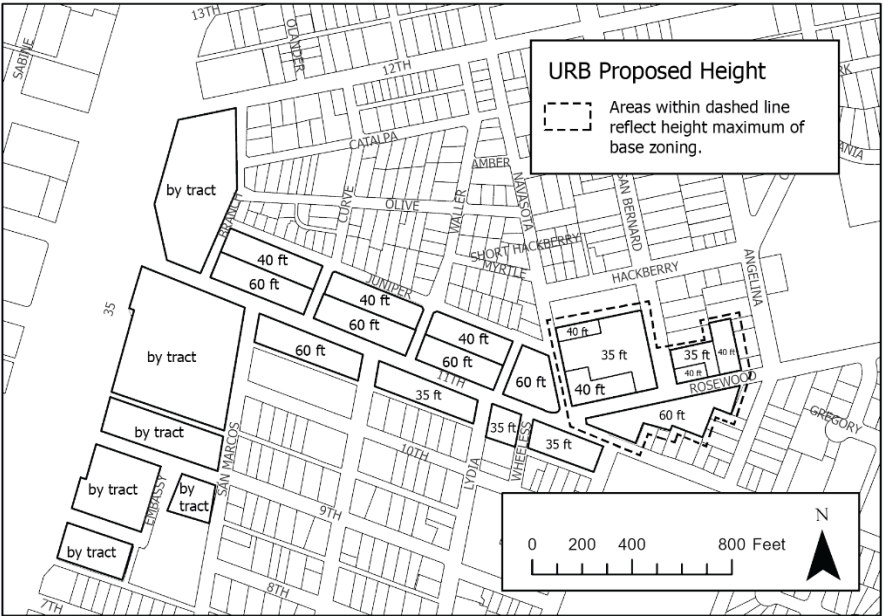 13TH
OLANDER
SABINE
12TH
URB Proposed Height
Areas within dashed line
reflect height maximum of
base zoning.
CATALPA
AMBER
NAVASOTA
SAN BERNARD
by tract
BRANCH
CURVE
OLIVE
WALLER
SHORT HACKBERRY
MYRTLE
HACKBERRY
ANGELINA
JUNIPER
40 ft
60 ft
40 ft
60 ft
40 ft
60 ft
35
by tract
60 ft
11TH
35 ft
60 ft
40 ft
35 ft
40 ft
35 ft
40 ft
40 ft
ROSEWOOD
60 ft
GREGORY
35 ft
35 ft
WHEELESS
LYDIA
10TH
by tract
SAN MARCOS
by tract
EMBASSY
by
tract
9TH
by tract
8TH
7TH
N
0 200 400 800 Feet